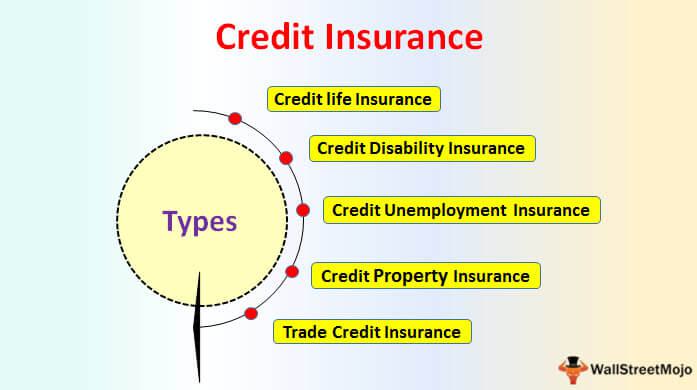 Credit Insurance
Credit life Insurance
Credit Disability Insurance
Types
Credit Unemployment Insurance
Credit Property Insurance
Trade Credit Insurance
WallStreetMojo